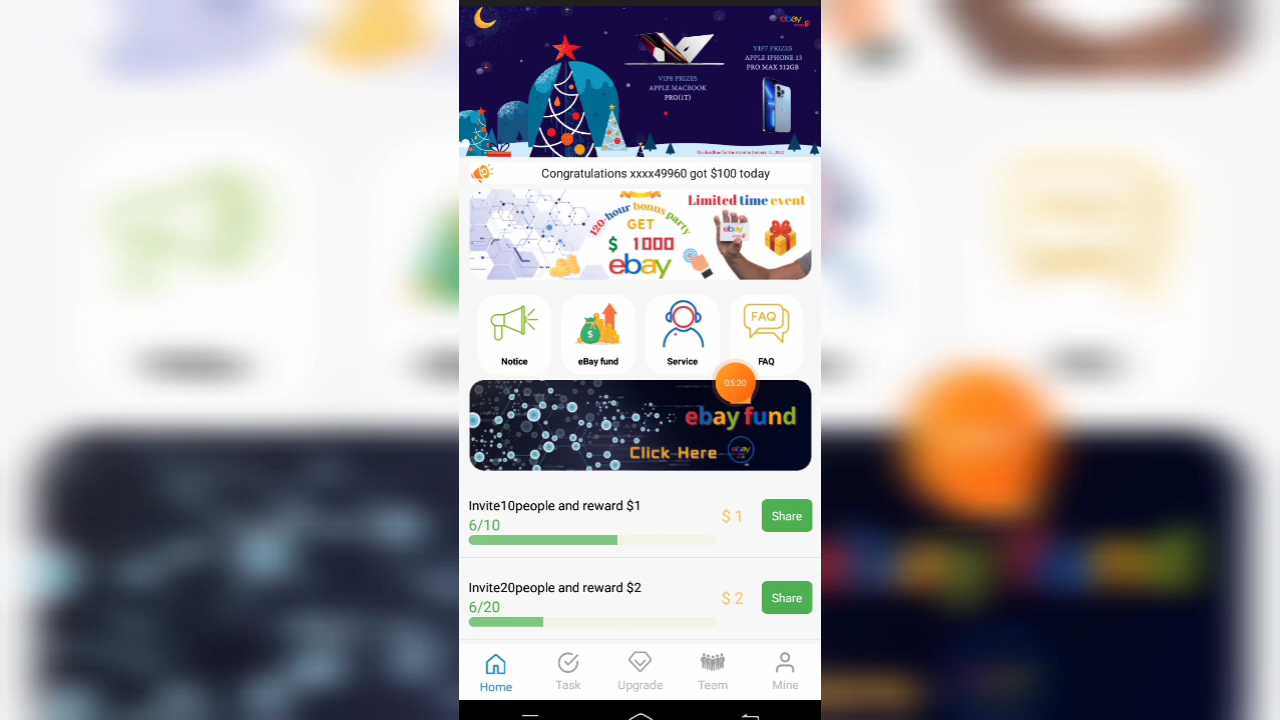 ebay
VIP7 PRIZES
APPLE IPHONE 13
PRO MAX 512GB
VIP8 PRIZES
APPLE MACBOOK
PRO(1T)
Congratulations xxxx49960 got $100 today
Limited time event
120-hour bonus party
GET
$ 1000
ebay
ebay
FAQ
Notice
eBay fund
Service
FAQ
05:20
ebay fund
Click Here
ebay
Invite10people and reward $1
6/10
$ 1
Share
Invite20people and reward $2
6/20
$ 2
Share
Home
Task
Upgrade
Team
Mine